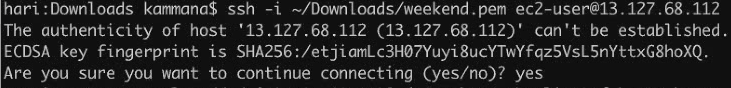 hari:Downloads kammana$ ssh -i ~/Downloads/weekend.pem ec2-user@13.127.68.112
The authenticity of host '13.127.68.112 (13.127.68.112)' can't be established.
ECDSA key fingerprint is SHA256:/etjiamLc3H07Yuyi8ucYTwYfqz5VsL5nYttxG8hoXQ.
Are you sure you want to continue connecting (yes/no)? yes